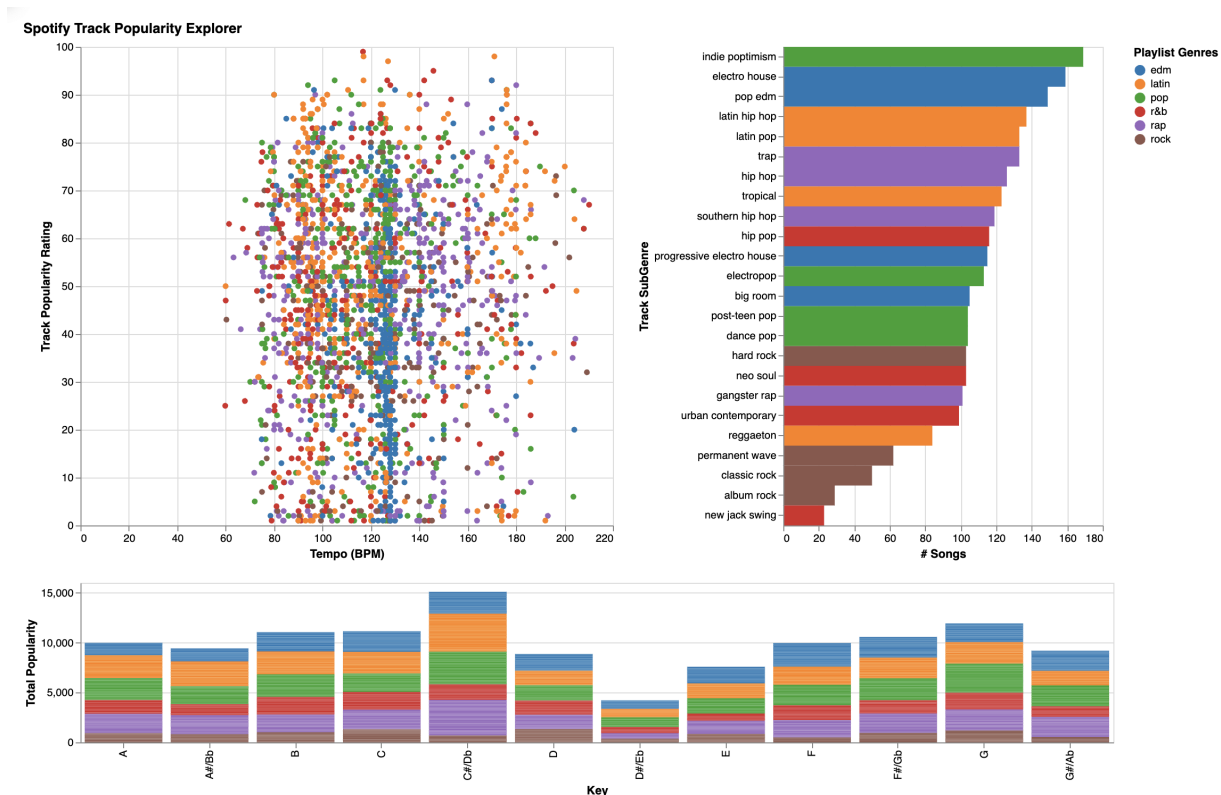 Spotify Track Popularity Explorer
100
90
80
70
60
50
40
30
20
10
0
Track Popularity Rating
0 20 40 60 80 100 120 140 160 180 200 220
Tempo (BPM)
Track SubGenre
indie poptimism
electro house
pop edm
latin hip hop
latin pop
trap
hip hop
tropical
southern hip hop
hip pop
progressive electro house
electropop
big room
post-teen pop
dance pop
hard rock
neo soul
gangster rap
urban contemporary
reggaeton
permanent wave
classic rock
album rock
new jack swing
0 20 40 60 80 100 120 140 160 180
# Songs
Playlist Genres
edm
latin
pop
r&b
rap
rock
Total Popularity
15,000
10,000
5,000
0
A A#/Bb B C C#/Db D D#/Eb E F F#/Gb G G#/Ab
Key